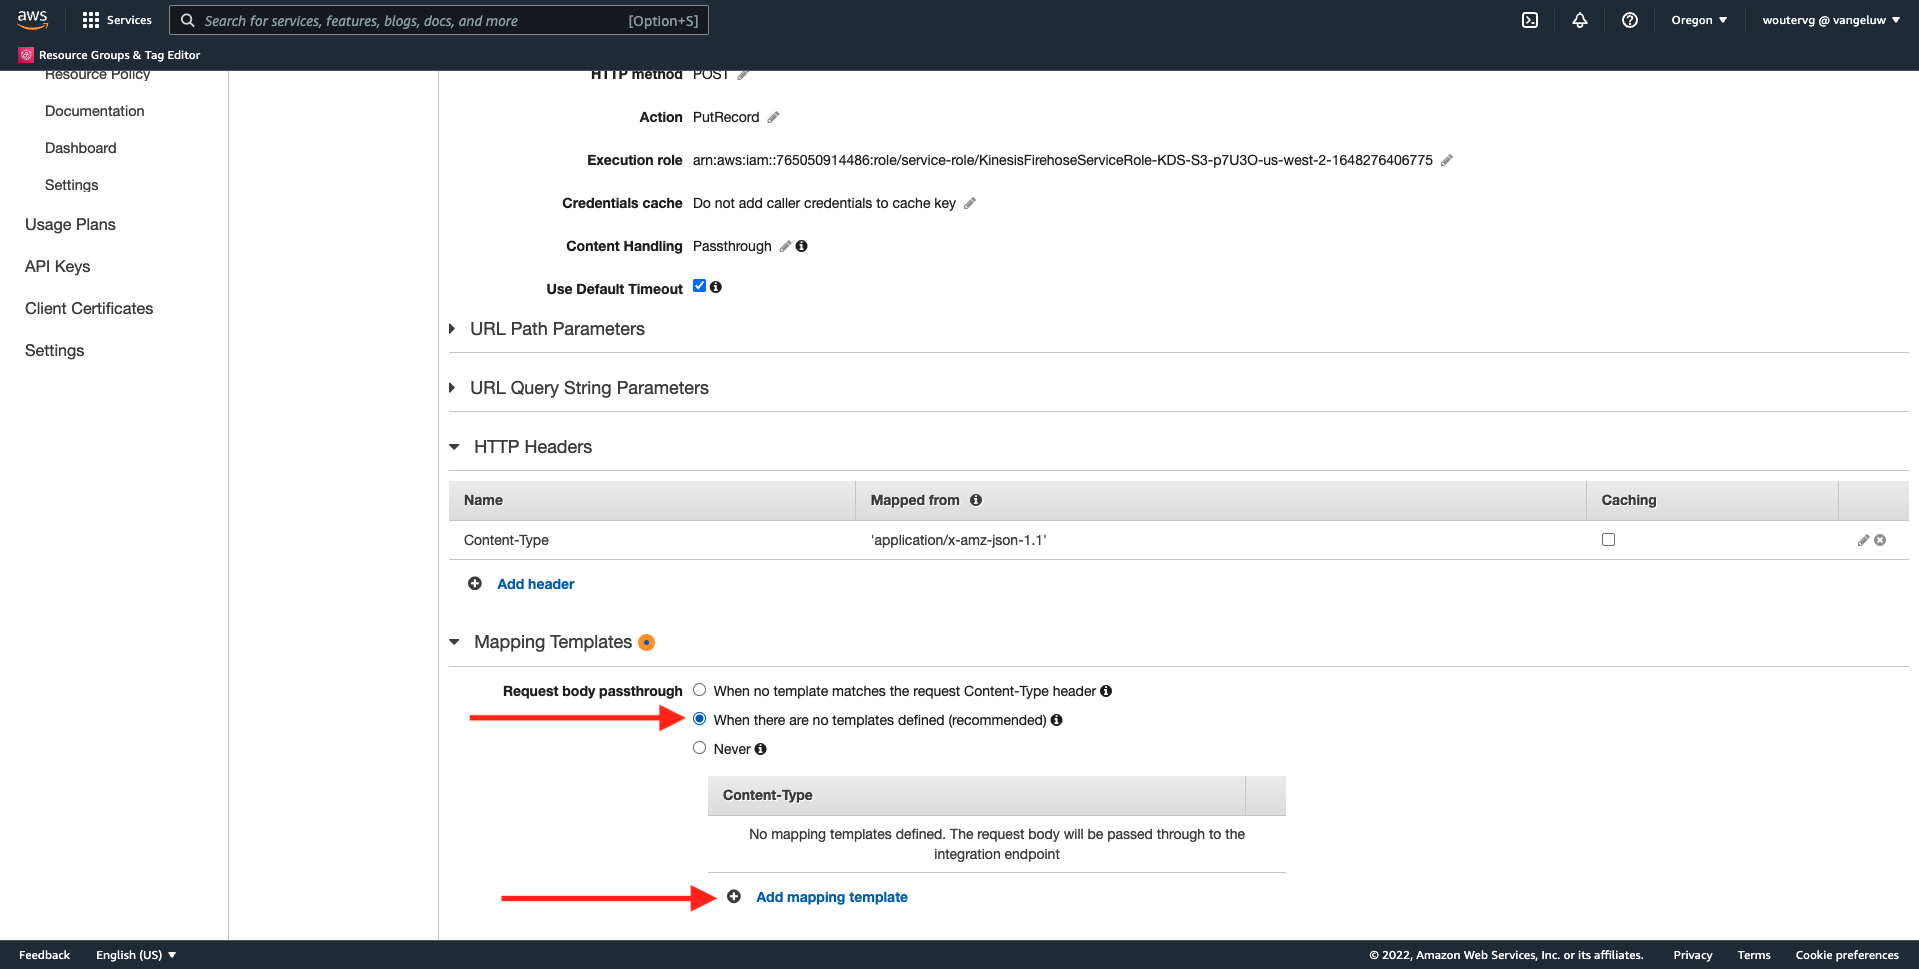 aws
Services
Search for services, features, blogs, docs, and more
[Option+S]
Oregon
woutervg @ vangeluw
Resource Groups & Tag Editor
Resource Policy
Documentation
Dashboard
Settings
Usage Plans
API Keys
Client Certificates
Settings
HTTP method POST
Action PutRecord
Execution role arn:aws:iam::765050914486:role/service-role/KinesisFirehoseServiceRole-KDS-S3-p7U3O-us-west-2-1648276406775
Credentials cache Do not add caller credentials to cache key
Content Handling Passthrough
Use Default Timeout
URL Path Parameters
URL Query String Parameters
HTTP Headers
Name Mapped from Caching
Content-Type 'application/x-amz-json-1.1'
Add header
Mapping Templates
Request body passthrough When no template matches the request Content-Type header
When there are no templates defined (recommended)
Never
Content-Type
No mapping templates defined. The request body will be passed through to the
integration endpoint
Add mapping template
Feedback English (US) © 2022, Amazon Web Services, Inc. or its affiliates. Privacy Terms Cookie preferences